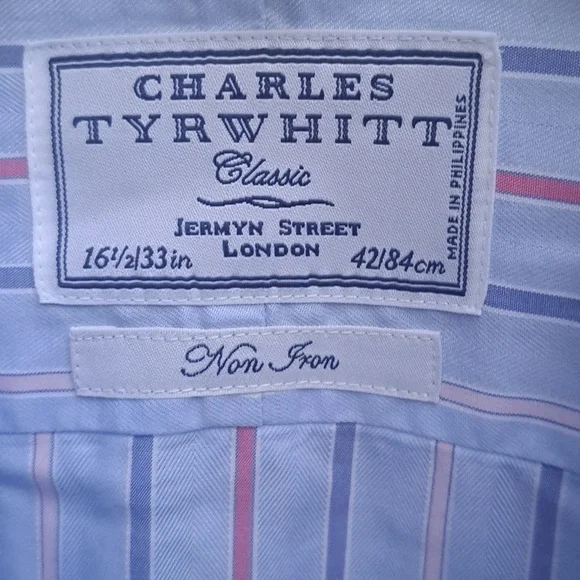 CHARLES
TYRWHITT
Classic
JERMYN STREET
LONDON
16½/33in 42/84cm
MADE IN PHILIPPINES
Non Iron